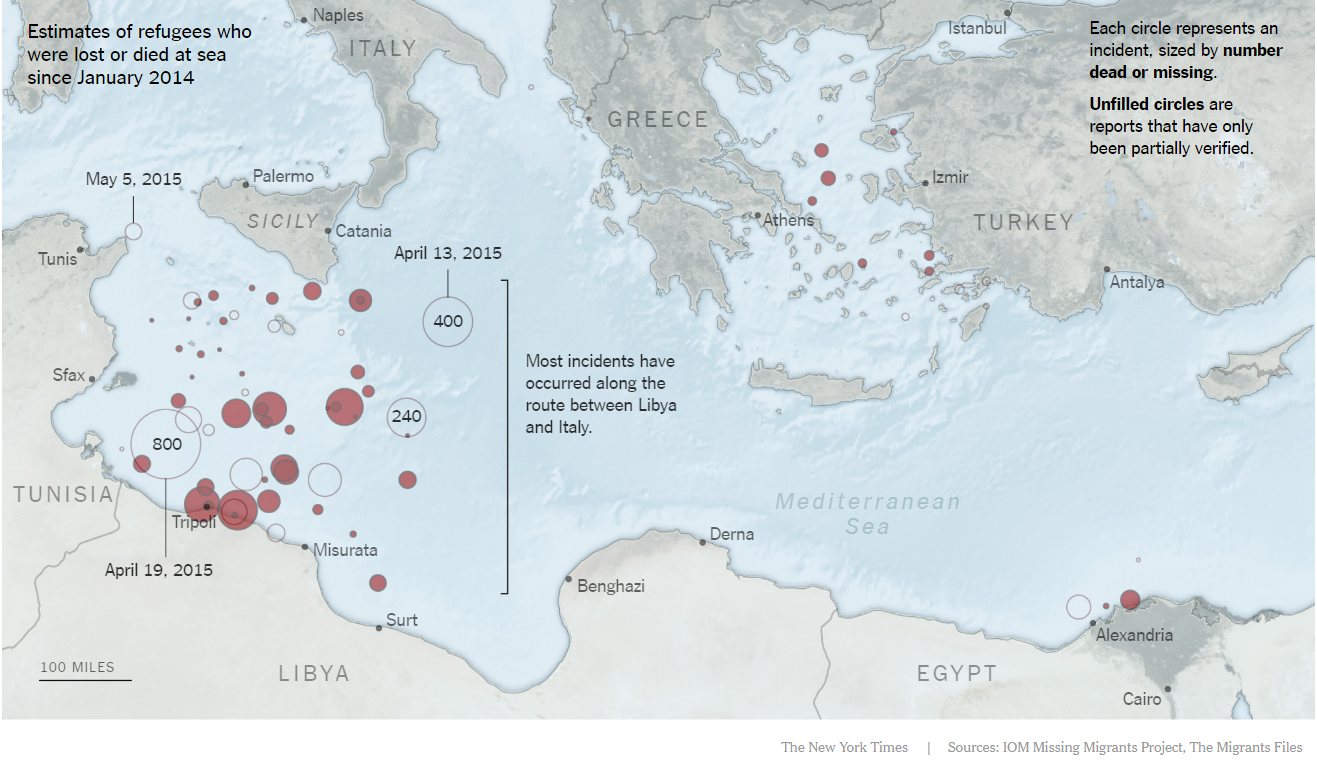 Estimates of refugees who
were lost or died at sea
since January 2014
Each circle represents an
incident, sized by number
dead or missing.
Unfilled circles are
reports that have only
been partially verified.
Naples
ITALY
Istanbul
GREECE
May 5, 2015
Palermo
Izmir
SICILY
Catania
Athens
TURKEY
Tunis
April 13, 2015
Antalya
400
Most incidents have
occurred along the
route between Libya
and Italy.
Sfax
240
800
TUNISIA
Mediterranean
Sea
Tripoli
Misurata
Derna
April 19, 2015
Benghazi
Surt
Alexandria
100 MILES
LIBYA
EGYPT
Cairo
The New York Times | Sources: IOM Missing Migrants Project, The Migrants Files